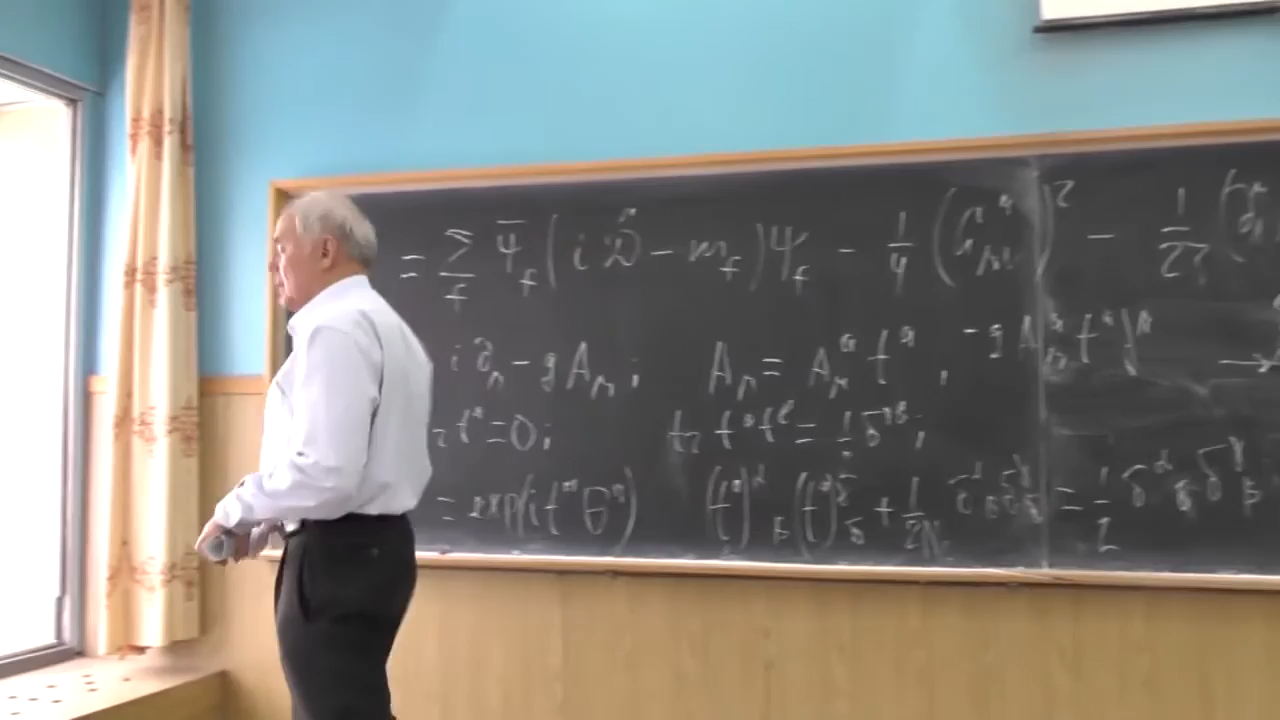 = Σ_f ψ̄_f (i D̂ − m_f) ψ_f − 1/4 (G^a_μν)^2 − 1/2ξ (
i∂_μ − g A_μ ; A_μ = A^a_μ t^a , −g A^a_μ t^a γ^μ →
t^a = 0; tr t^a t^b = 1/2 δ^ab ;
= exp(i t^a Θ^a) (t^a)^α_β (t^a)^γ_δ + 1/2N δ^α_β δ^γ_δ = 1/2 δ^α_δ δ^γ_β